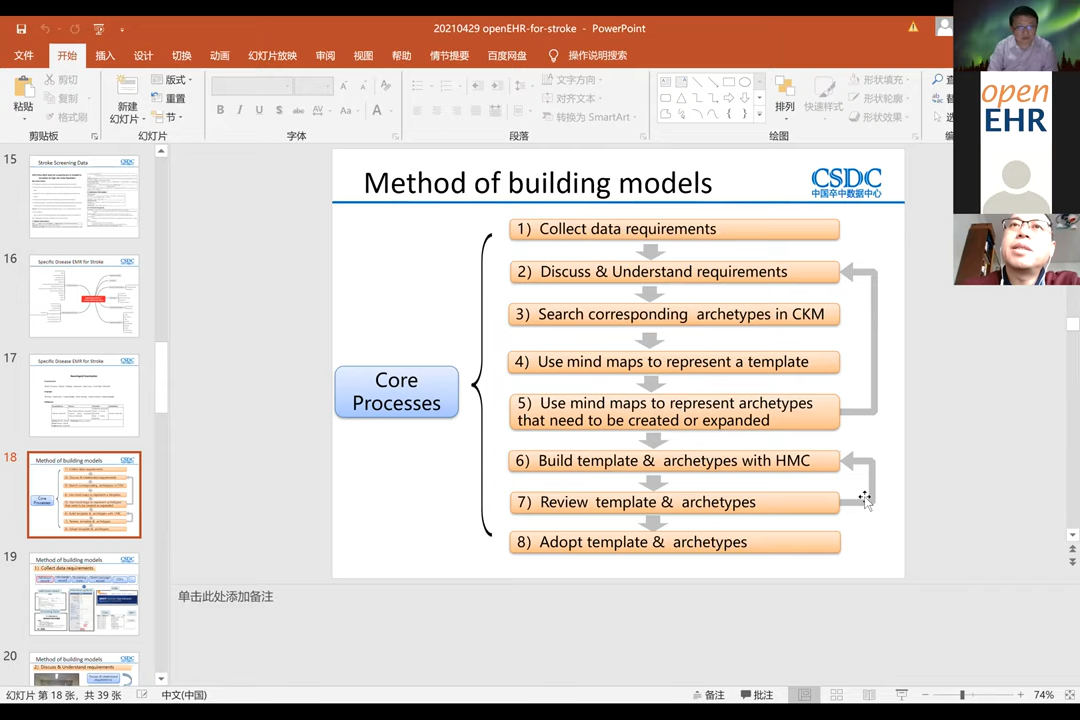 20210429 openEHR-for-stroke - PowerPoint
文件 开始 插入 设计 切换 动画 幻灯片放映 审阅 视图 帮助 情节提要 百度网盘 操作说明搜索
粘贴
剪切
复制
格式刷
剪贴板
新建
幻灯片
版式
重置
节
幻灯片
B I U S abc AV Aa A
字体
文字方向
对齐文本
转换为 SmartArt
段落
排列
快速样式
形状填充
形状轮廓
形状效果
绘图
open
EHR
15
Stroke Screening Data
CSDC
16
Specific Disease EMR for Stroke
CSDC
17
Specific Disease EMR for Stroke
CSDC
18
Method of building models
CSDC
Core
Processes
19
Method of building models
CSDC
1) Collect data requirements
20
Method of building models
CSDC
2) Discuss & Understand requirements
Method of building models
CSDC
中国卒中数据中心
Core
Processes
1) Collect data requirements
2) Discuss & Understand requirements
3) Search corresponding archetypes in CKM
4) Use mind maps to represent a template
5) Use mind maps to represent archetypes
that need to be created or expanded
6) Build template & archetypes with HMC
7) Review template & archetypes
8) Adopt template & archetypes
单击此处添加备注
幻灯片 第 18 张，共 39 张 中文(中国) 备注 批注 74%